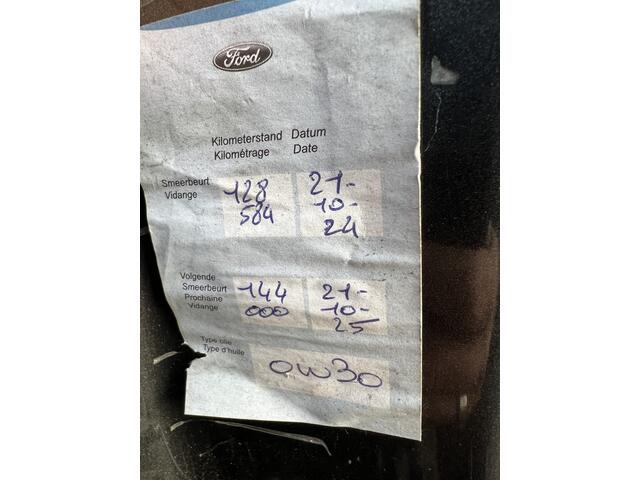 Ford
Kilometerstand Datum
Kilométrage Date
Smeerbeurt 128 21-
Vidange 584 10-
24
Volgende
Smeerbeurt 144 21-
Prochaine 000 10-
Vidange 25
Type olie
Type d'huile 0W30